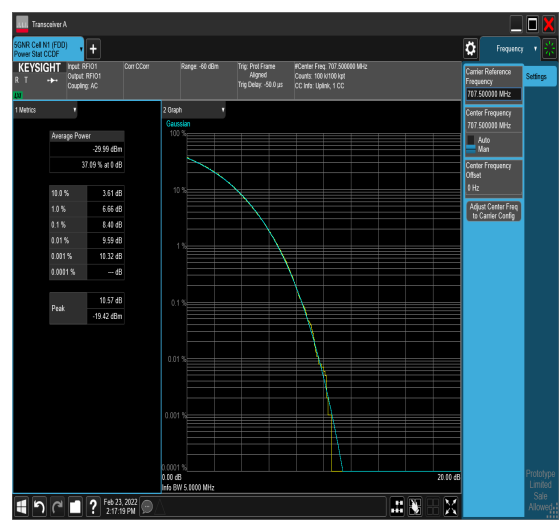 Transceiver A
5GNR Cell N1 (FDD)
Power Stat CCDF
Frequency
KEYSIGHT
R T
LM
Input: RFIO1
Output: RFIO1
Coupling: AC
Corr CCorr
Range: -60 dBm
Trig: Prot Frame
Aligned
Trig Delay: -50.0 µs
#Center Freq: 707.500000 MHz
Counts: 100 k/100 kpt
CC Info: Uplink, 1 CC
1 Metrics
Average Power
-29.99 dBm
37.09 % at 0 dB
10.0 % 3.61 dB
1.0 % 6.66 dB
0.1 % 8.40 dB
0.01 % 9.59 dB
0.001 % 10.32 dB
0.0001 % --- dB
Peak
10.57 dB
-19.42 dBm
2 Graph
Gaussian
100 %
10 %
1 %
0.1 %
0.01 %
0.001 %
0.0001 %
0.00 dB
20.00 dB
Info BW 5.0000 MHz
Carrier Reference
Frequency
707.500000 MHz
Center Frequency
707.500000 MHz
Auto
Man
Center Frequency
Offset
0 Hz
Adjust Center Freq
to Carrier Config
Settings
Prototype
Limited
Sale
Allowed
Feb 23, 2022
2:17:19 PM